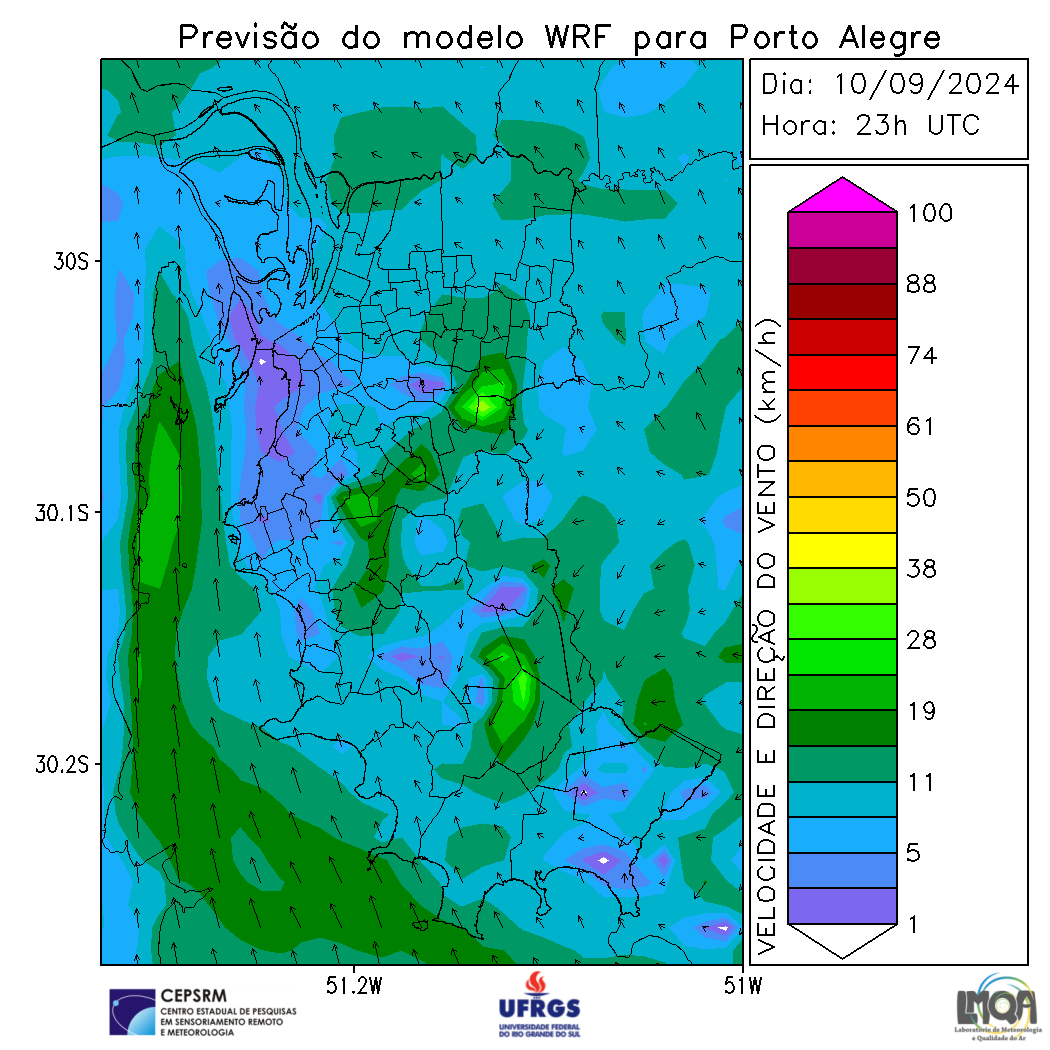 Previsão do modelo WRF para Porto Alegre
Dia: 10/09/2024
Hora: 23h UTC
30S
30.1S
30.2S
51.2W
51W
VELOCIDADE E DIREÇÃO DO VENTO (km/h)
100
88
74
61
50
38
28
19
11
5
1
CEPSRM
CENTRO ESTADUAL DE PESQUISAS
EM SENSORIAMENTO REMOTO
E METEOROLOGIA
UFRGS
UNIVERSIDADE FEDERAL
DO RIO GRANDE DO SUL
LMQA
Laboratório de Meteorologia
e Qualidade do Ar